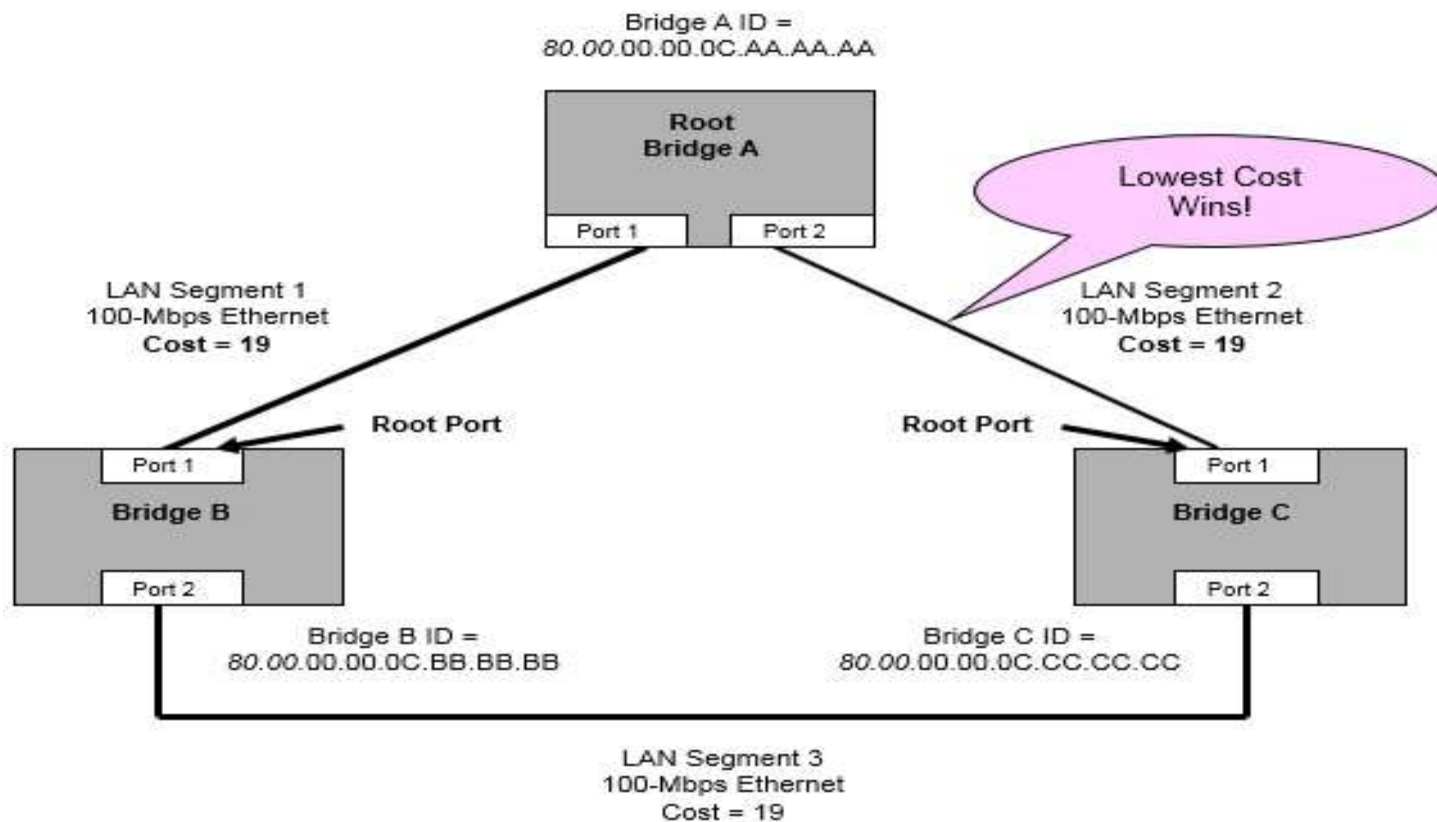 Bridge A ID =
80.00.00.00.0C.AA.AA.AA
Root
Bridge A
Port 1
Port 2
Lowest Cost
Wins!
LAN Segment 1
100-Mbps Ethernet
Cost = 19
LAN Segment 2
100-Mbps Ethernet
Cost = 19
Root Port
Root Port
Port 1
Bridge B
Port 2
Port 1
Bridge C
Port 2
Bridge B ID =
80.00.00.00.0C.BB.BB.BB
Bridge C ID =
80.00.00.00.0C.CC.CC.CC
LAN Segment 3
100-Mbps Ethernet
Cost = 19